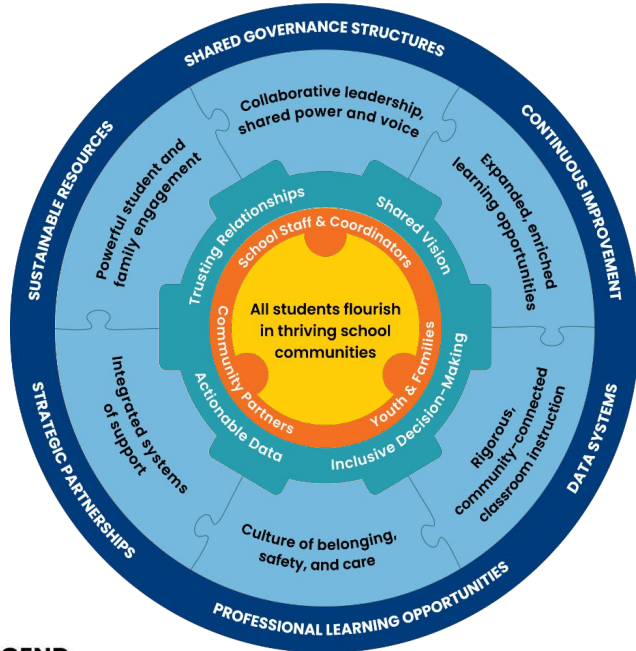 SHARED GOVERNANCE STRUCTURES
CONTINUOUS IMPROVEMENT
DATA SYSTEMS
PROFESSIONAL LEARNING OPPORTUNITIES
STRATEGIC PARTNERSHIPS
SUSTAINABLE RESOURCES
Collaborative leadership,
shared power and voice
Expanded, enriched
learning opportunities
Rigorous,
community-connected
classroom instruction
Culture of belonging,
safety, and care
Integrated systems
of support
Powerful student and
family engagement
Trusting Relationships
Shared Vision
Inclusive Decision-Making
Actionable Data
School Staff & Coordinators
Youth & Families
Community Partners
All students flourish
in thriving school
communities